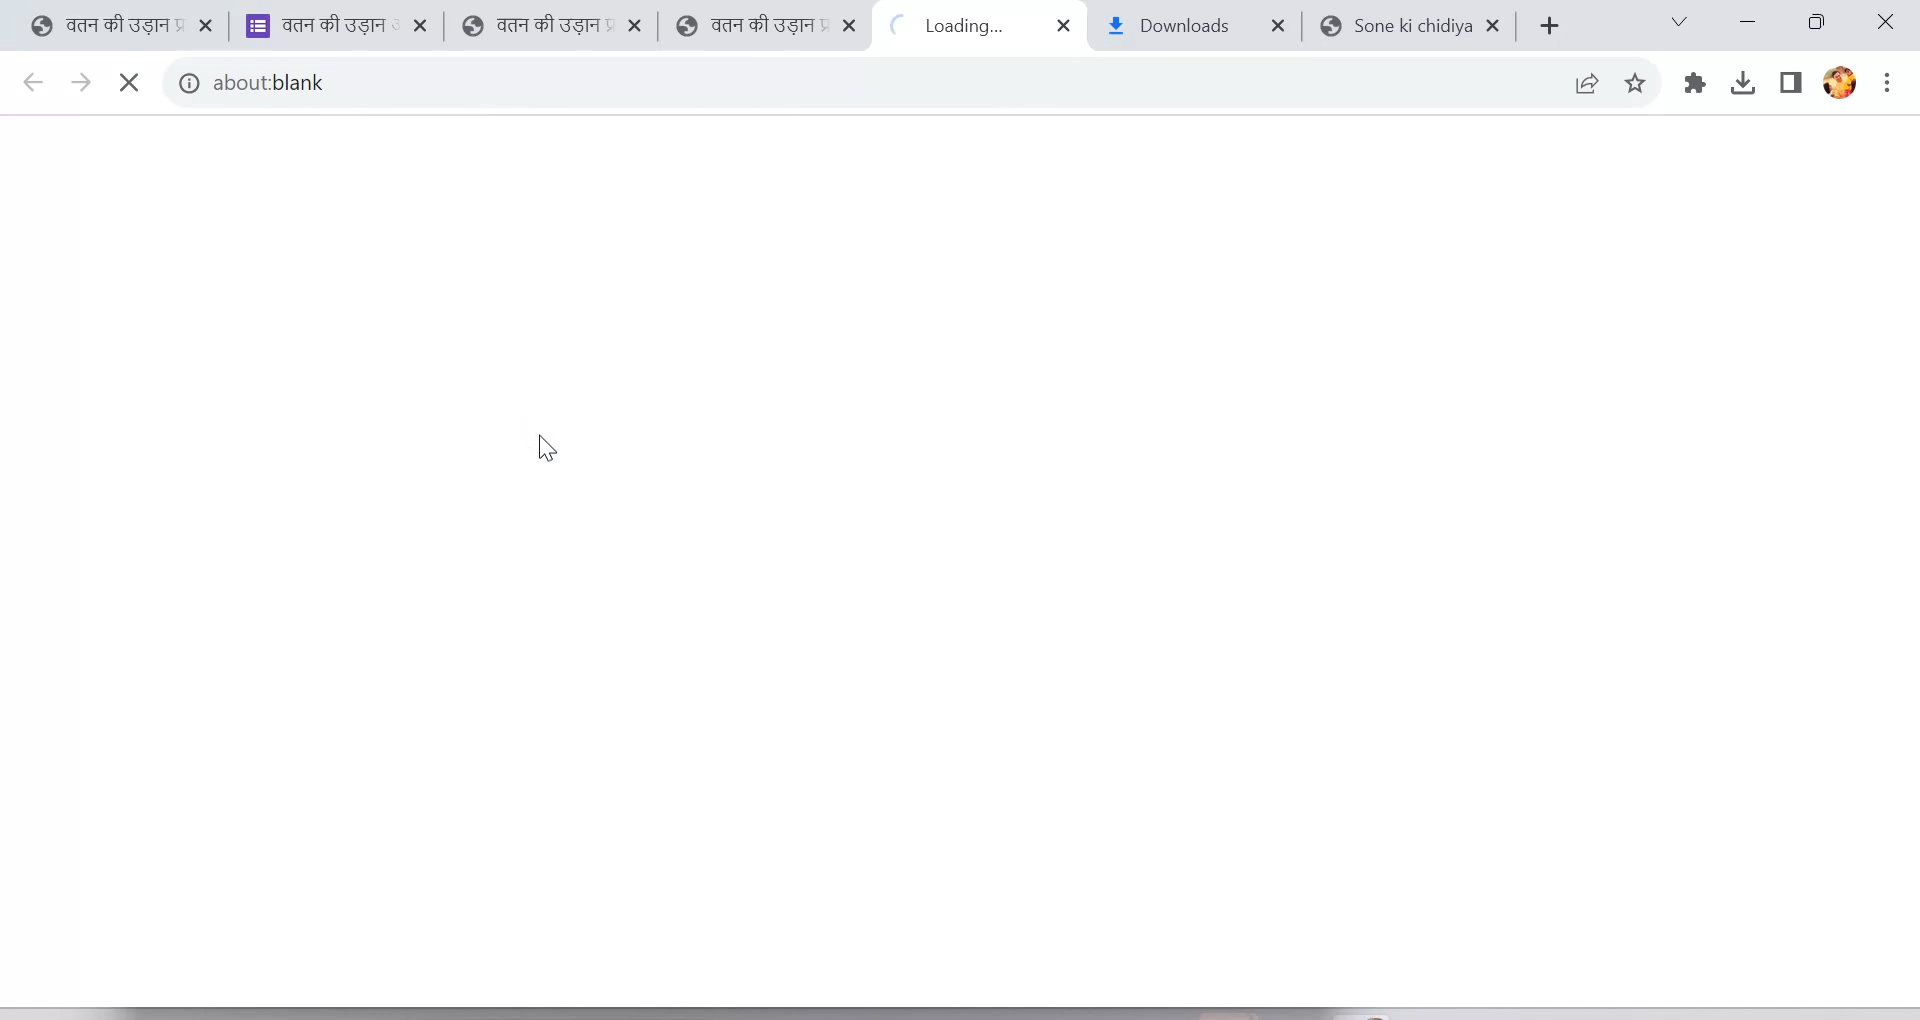 वतन की उड़ान
वतन की उड़ान
वतन की उड़ान
वतन की उड़ान
Loading...
Downloads
Sone ki chidiya
about:blank